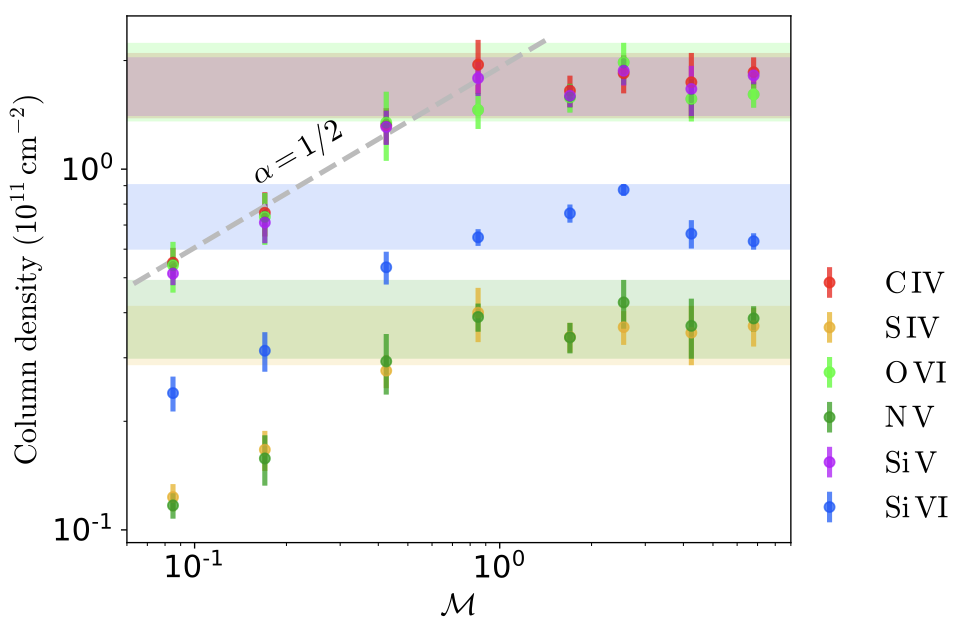 Column density (10¹¹ cm⁻²)
10⁰
10⁻¹
α = 1/2
10⁻¹
10⁰
ℳ
C IV
S IV
O VI
N V
Si V
Si VI